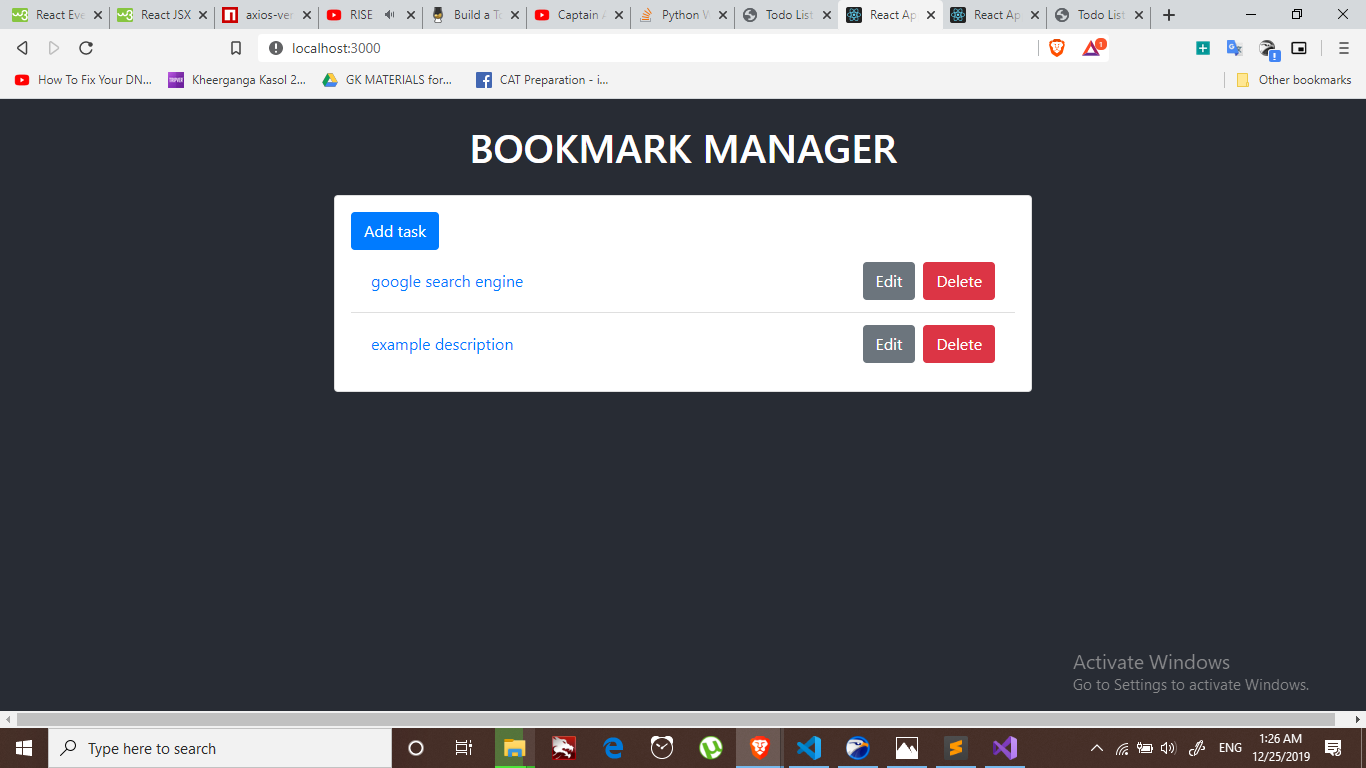 React Eve
React JSX
axios-ver
RISE
Build a To
Captain A
Python W
Todo List
React Ap
React Ap
Todo List
localhost:3000
1
How To Fix Your DN...
Kheerganga Kasol 2...
GK MATERIALS for...
CAT Preparation - i...
Other bookmarks
BOOKMARK MANAGER
Add task
google search engine
Edit
Delete
example description
Edit
Delete
Activate Windows
Go to Settings to activate Windows.
Type here to search
ENG
1:26 AM
12/25/2019